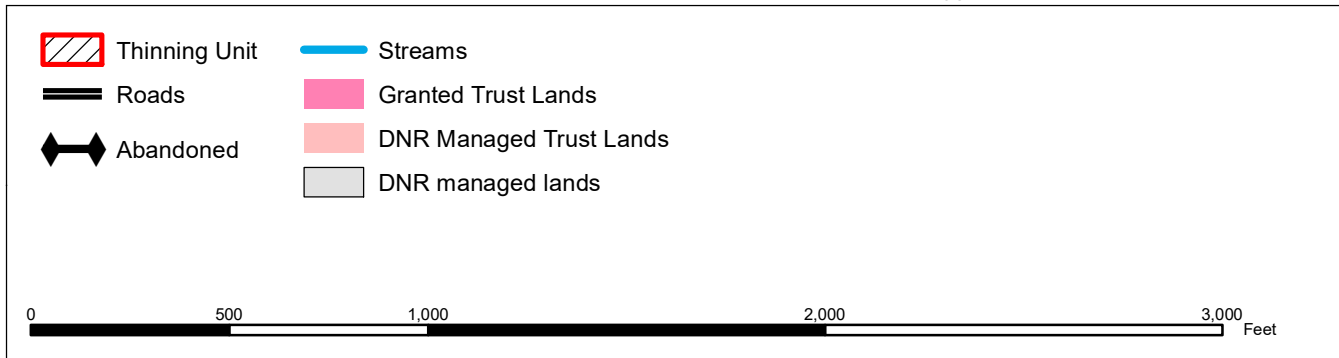 Thinning Unit
Roads
Abandoned
Streams
Granted Trust Lands
DNR Managed Trust Lands
DNR managed lands
0 500 1,000 2,000 3,000
Feet